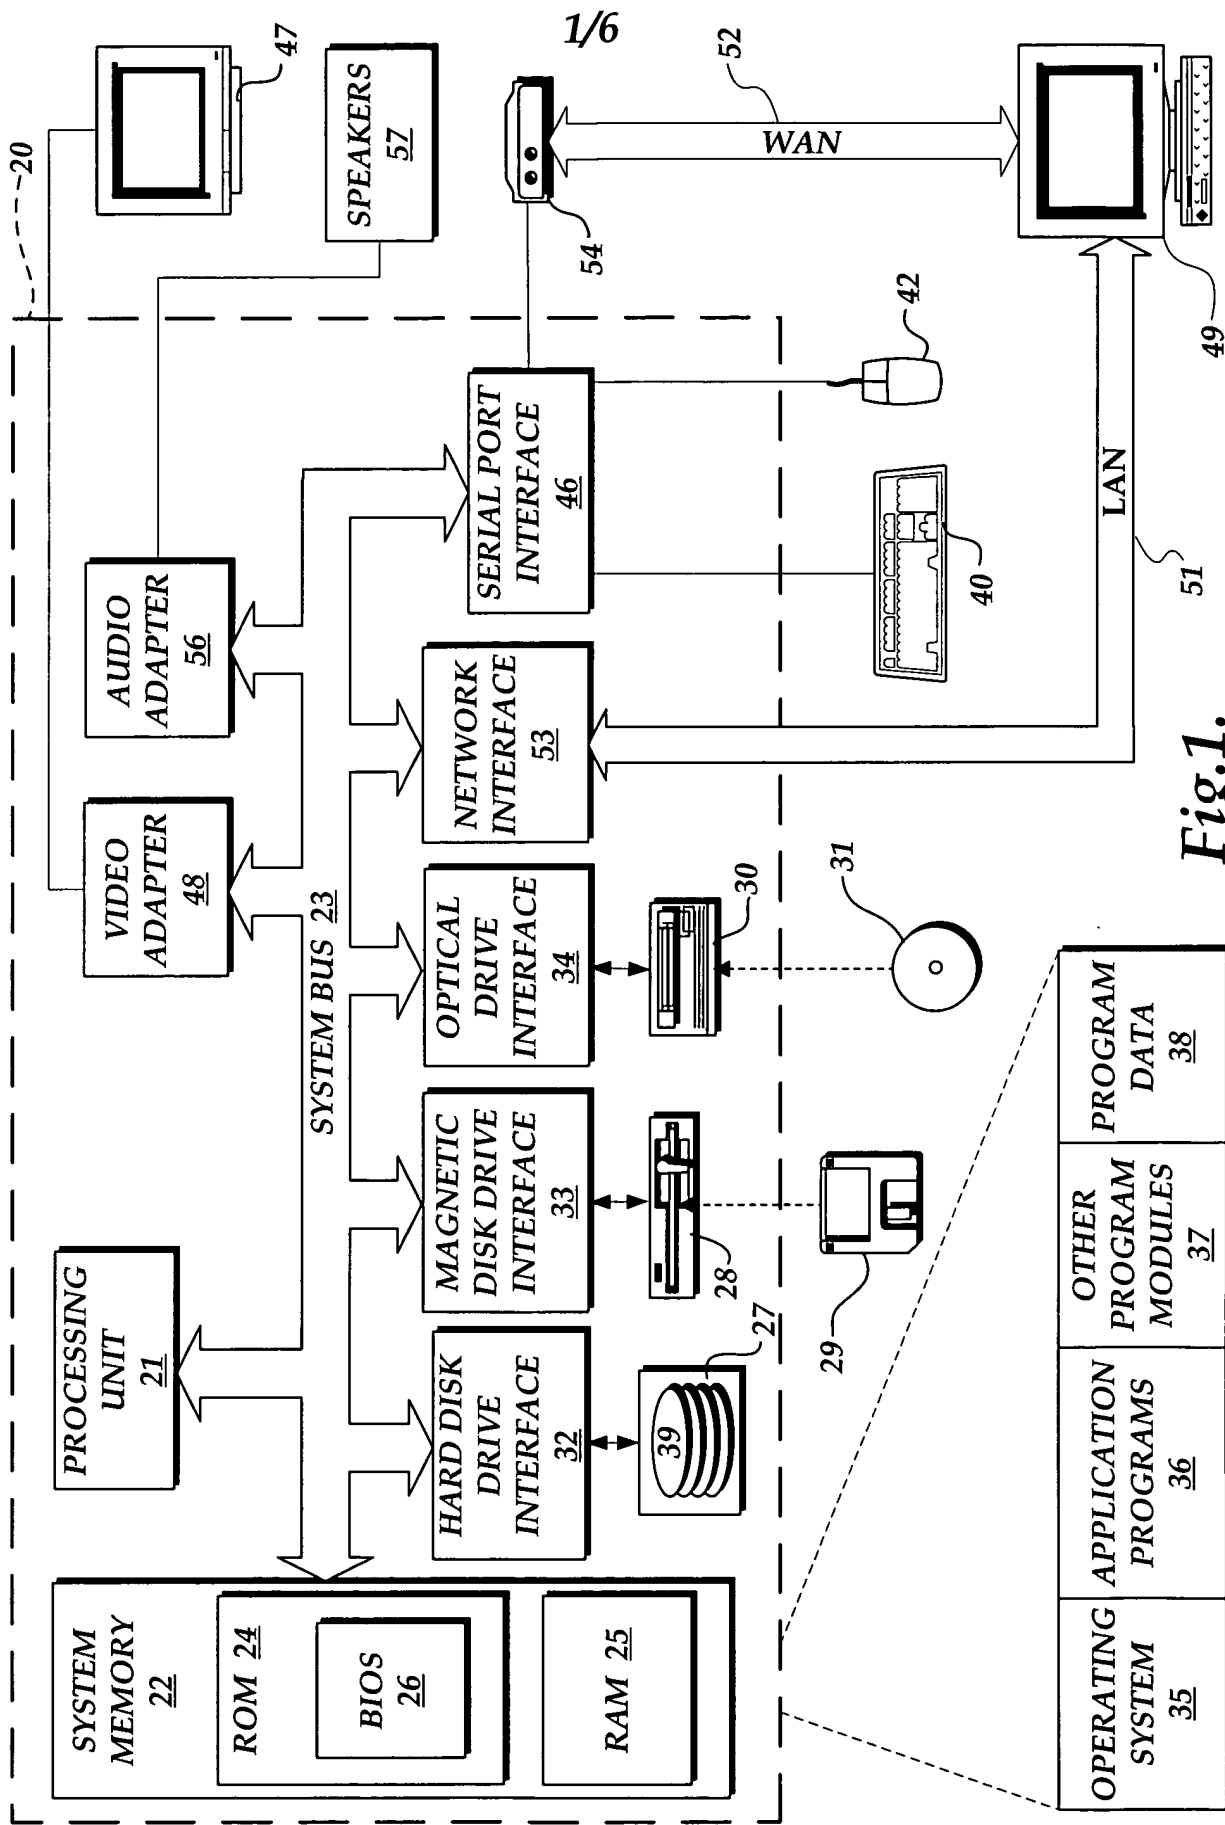 1/6
20
SYSTEM
MEMORY
22
ROM 24
BIOS
26
RAM 25
PROCESSING
UNIT
21
VIDEO
ADAPTER
48
AUDIO
ADAPTER
56
47
SPEAKERS
57
SYSTEM BUS 23
HARD DISK
DRIVE
INTERFACE
32
MAGNETIC
DISK DRIVE
INTERFACE
33
OPTICAL
DRIVE
INTERFACE
34
NETWORK
INTERFACE
53
SERIAL PORT
INTERFACE
46
54
WAN
52
39
27
28
30
29
31
40
42
LAN
51
49
OPERATING
SYSTEM
35
APPLICATION
PROGRAMS
36
OTHER
PROGRAM
MODULES
37
PROGRAM
DATA
38
Fig.1.